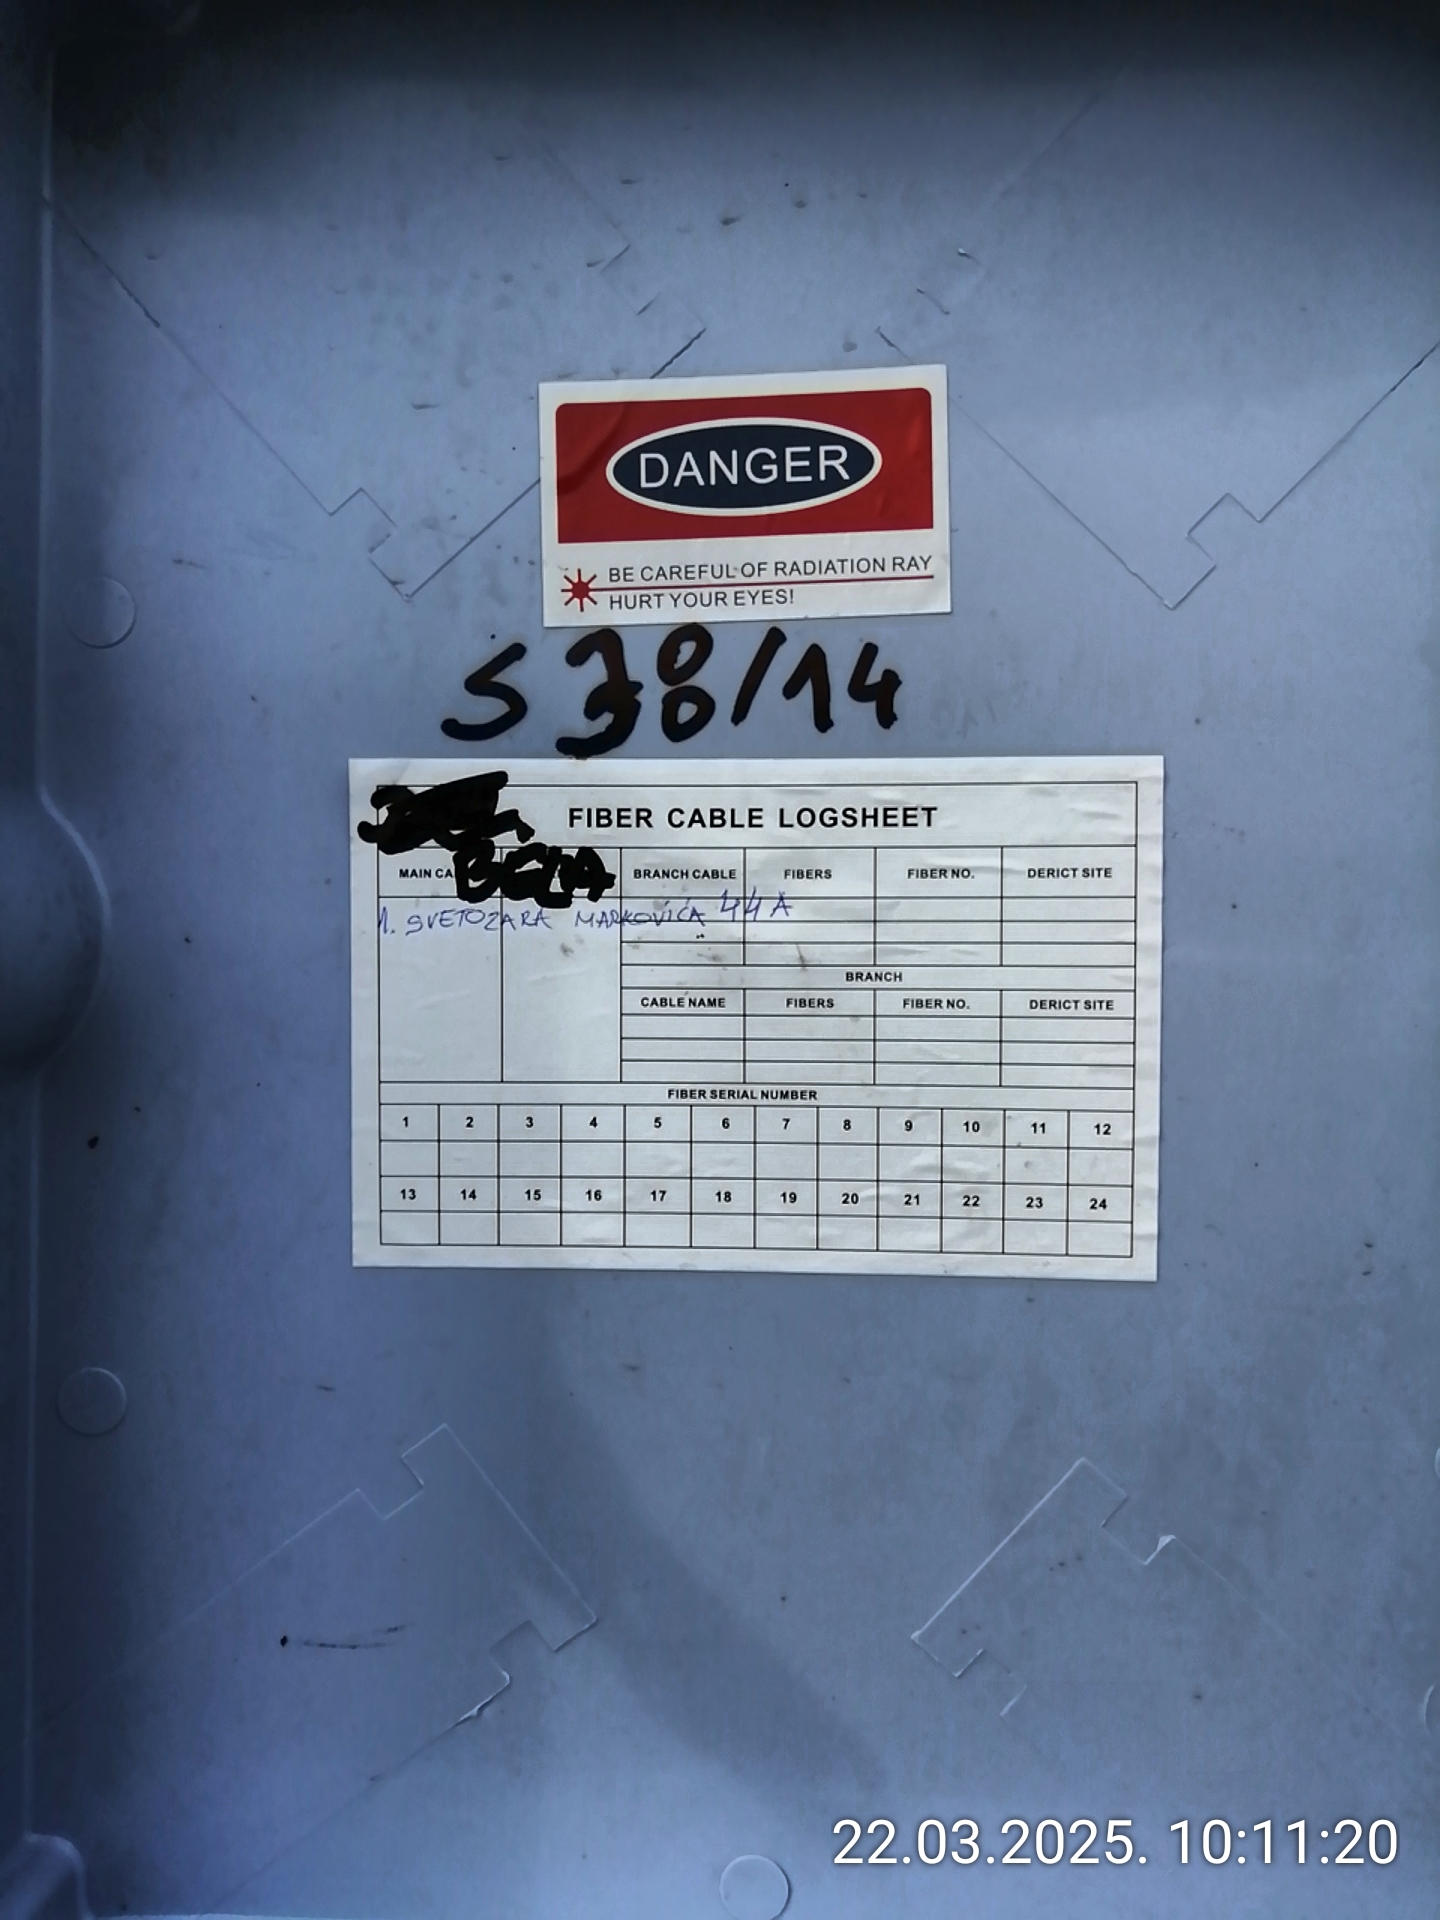 DANGER
BE CAREFUL OF RADIATION RAY
HURT YOUR EYES!
FIBER CABLE LOGSHEET
MAIN CA BRANCH CABLE FIBERS FIBER NO. DERICT SITE
1. SVETOZARA MARKOVIĆA 44A
BRANCH
CABLE NAME FIBERS FIBER NO. DERICT SITE
FIBER SERIAL NUMBER
1 2 3 4 5 6 7 8 9 10 11 12
13 14 15 16 17 18 19 20 21 22 23 24
22.03.2025. 10:11:20